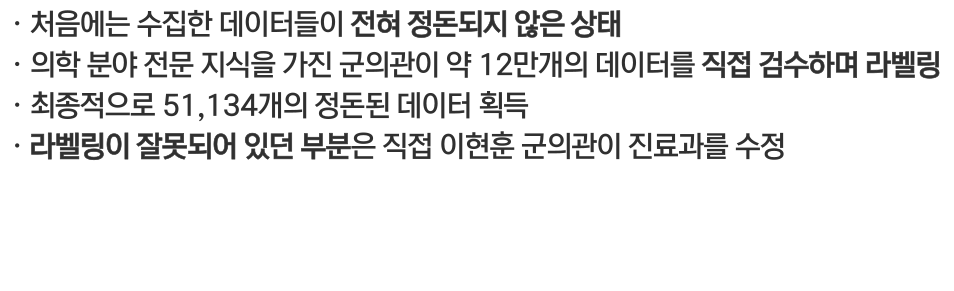 · 처음에는 수집한 데이터들이 전혀 정돈되지 않은 상태
· 의학 분야 전문 지식을 가진 군의관이 약 12만개의 데이터를 직접 검수하며 라벨링
· 최종적으로 51,134개의 정돈된 데이터 획득
· 라벨링이 잘못되어 있던 부분은 직접 이현훈 군의관이 진료과를 수정